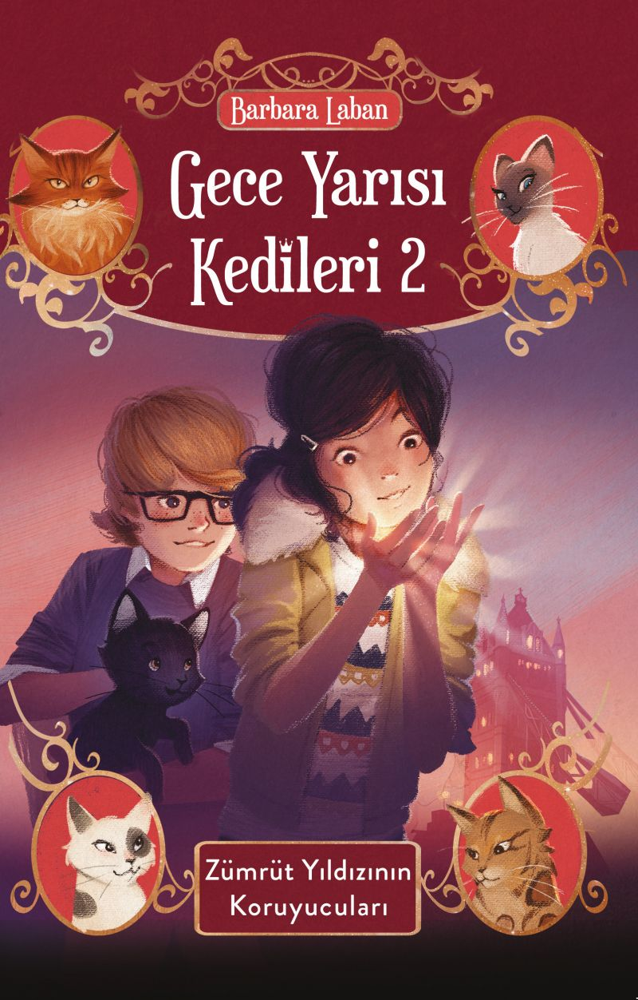 Barbara Laban
Gece Yarısı
Kedileri 2
Zümrüt Yıldızının
Koruyucuları